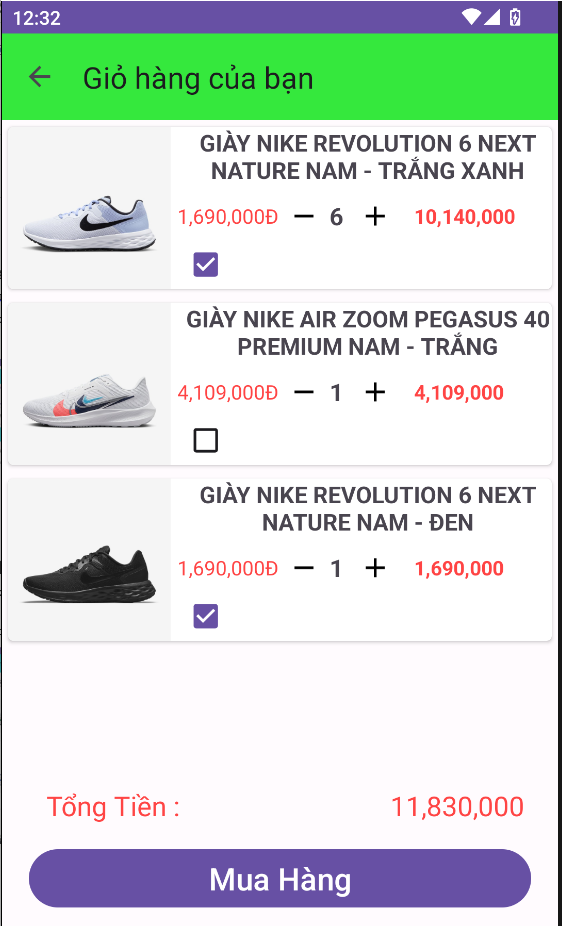 12:32
Giỏ hàng của bạn
GIÀY NIKE REVOLUTION 6 NEXT
NATURE NAM - TRẮNG XANH
1,690,000Đ 6 10,140,000
GIÀY NIKE AIR ZOOM PEGASUS 40
PREMIUM NAM - TRẮNG
4,109,000Đ 1 4,109,000
GIÀY NIKE REVOLUTION 6 NEXT
NATURE NAM - ĐEN
1,690,000Đ 1 1,690,000
Tổng Tiền : 11,830,000
Mua Hàng